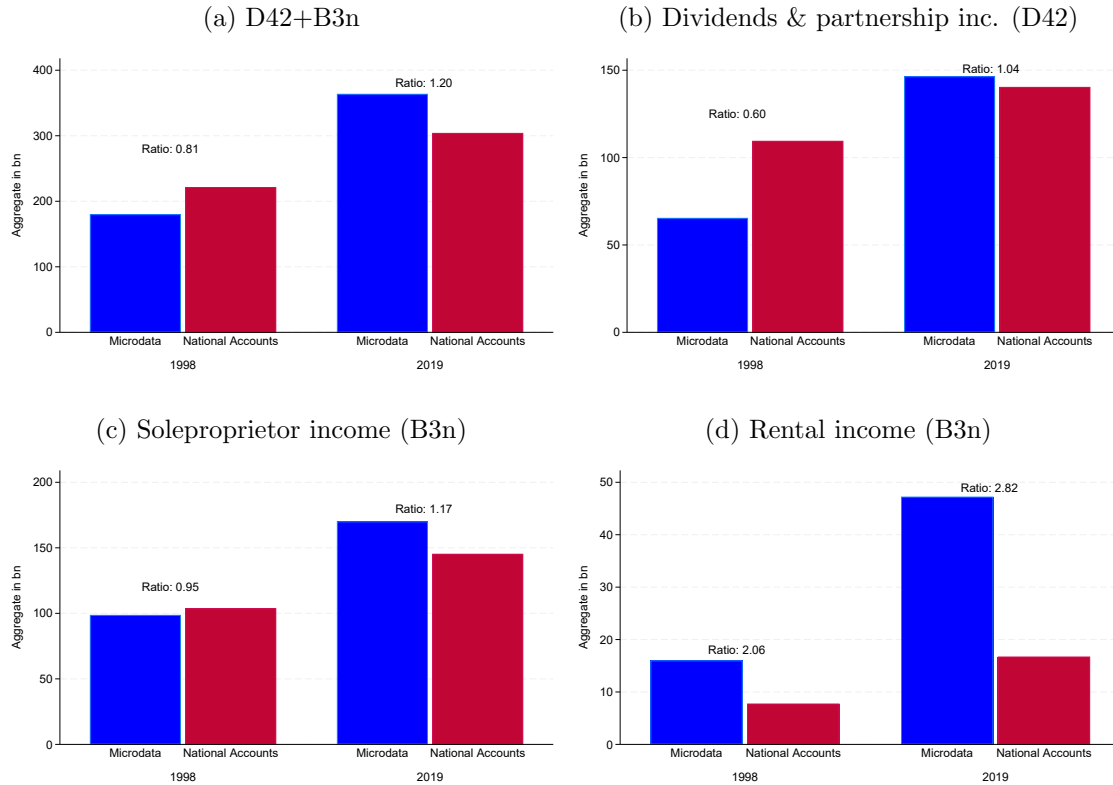 (a) D42+B3n
Aggregate in bn
400
300
200
100
0
Ratio: 0.81
Ratio: 1.20
Microdata National Accounts Microdata National Accounts
1998 2019
(b) Dividends & partnership inc. (D42)
Aggregate in bn
150
100
50
0
Ratio: 0.60
Ratio: 1.04
Microdata National Accounts Microdata National Accounts
1998 2019
(c) Soleproprietor income (B3n)
Aggregate in bn
200
150
100
50
0
Ratio: 0.95
Ratio: 1.17
Microdata National Accounts Microdata National Accounts
1998 2019
(d) Rental income (B3n)
Aggregate in bn
50
40
30
20
10
0
Ratio: 2.06
Ratio: 2.82
Microdata National Accounts Microdata National Accounts
1998 2019